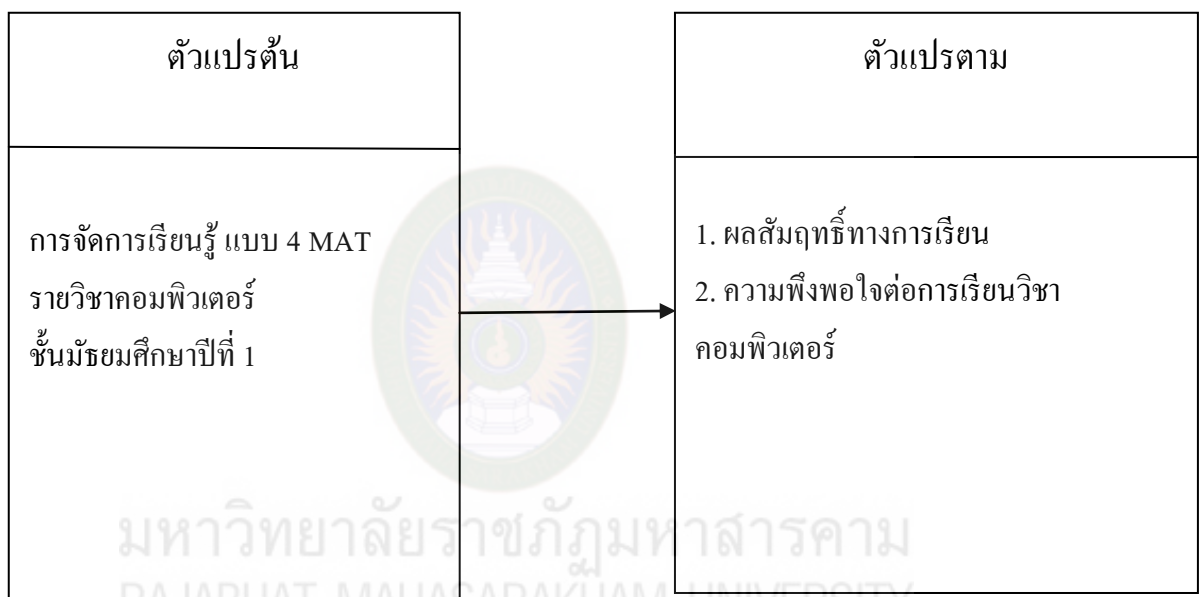 ตัวแปรต้น
การจัดการเรียนรู้ แบบ 4 MAT
รายวิชาคอมพิวเตอร์
ชั้นมัธยมศึกษาปีที่ 1
ตัวแปรตาม
1. ผลสัมฤทธิ์ทางการเรียน
2. ความพึงพอใจต่อการเรียนวิชา
คอมพิวเตอร์
มหาวิทยาลัยราชภัฏมหาสารคาม
RAJABHAT MAHASARAKHAM UNIVERSITY